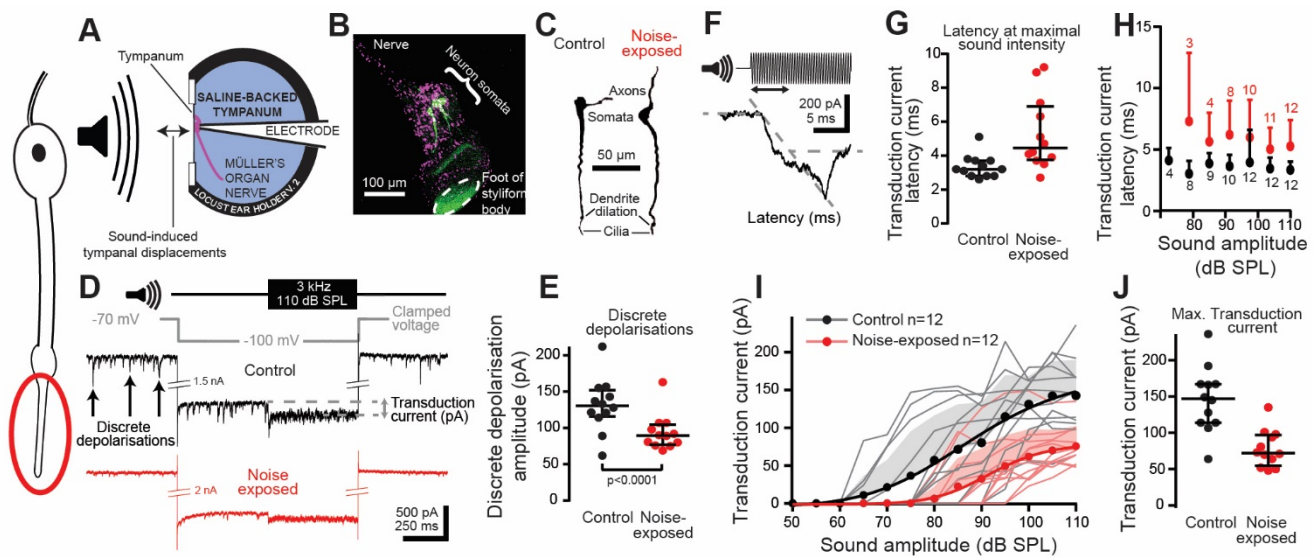 A
Tympanum
SALINE-BACKED
TYMPANUM
ELECTRODE
MÜLLER'S
ORGAN
NERVE
LOCUST EAR HOLDER V. 2
Sound-induced
tympanal displacements
B
Nerve
Neuron somata
100 µm
Foot of
styliform
body
C
Control
Noise-
exposed
Axons
Somata
50 µm
Dendrite
dilation
Cilia
D
3 kHz
110 dB SPL
-70 mV
-100 mV
Clamped
voltage
Control
1.5 nA
Discrete
depolarisations
Transduction
current (pA)
Noise
exposed
2 nA
500 pA
250 ms
E
Discrete
depolarisations
Discrete depolarisation
amplitude (pA)
200
150
100
50
0
p<0.0001
Control
Noise-
exposed
F
200 pA
5 ms
Latency (ms)
G
Latency at maximal
sound intensity
Transduction current
latency (ms)
10
8
6
4
2
0
Control
Noise-
exposed
H
Transduction current
latency (ms)
15
10
5
0
3
4
8
9
10
11
12
4
8
9
10
12
12
12
80
90
100
110
Sound amplitude
(dB SPL)
I
Transduction current (pA)
250
200
150
100
50
0
Control n=12
Noise-exposed n=12
50
60
70
80
90
100
110
Sound amplitude (dB SPL)
J
Max. Transduction
current
Transduction current (pA)
250
200
150
100
50
0
Control
Noise
exposed